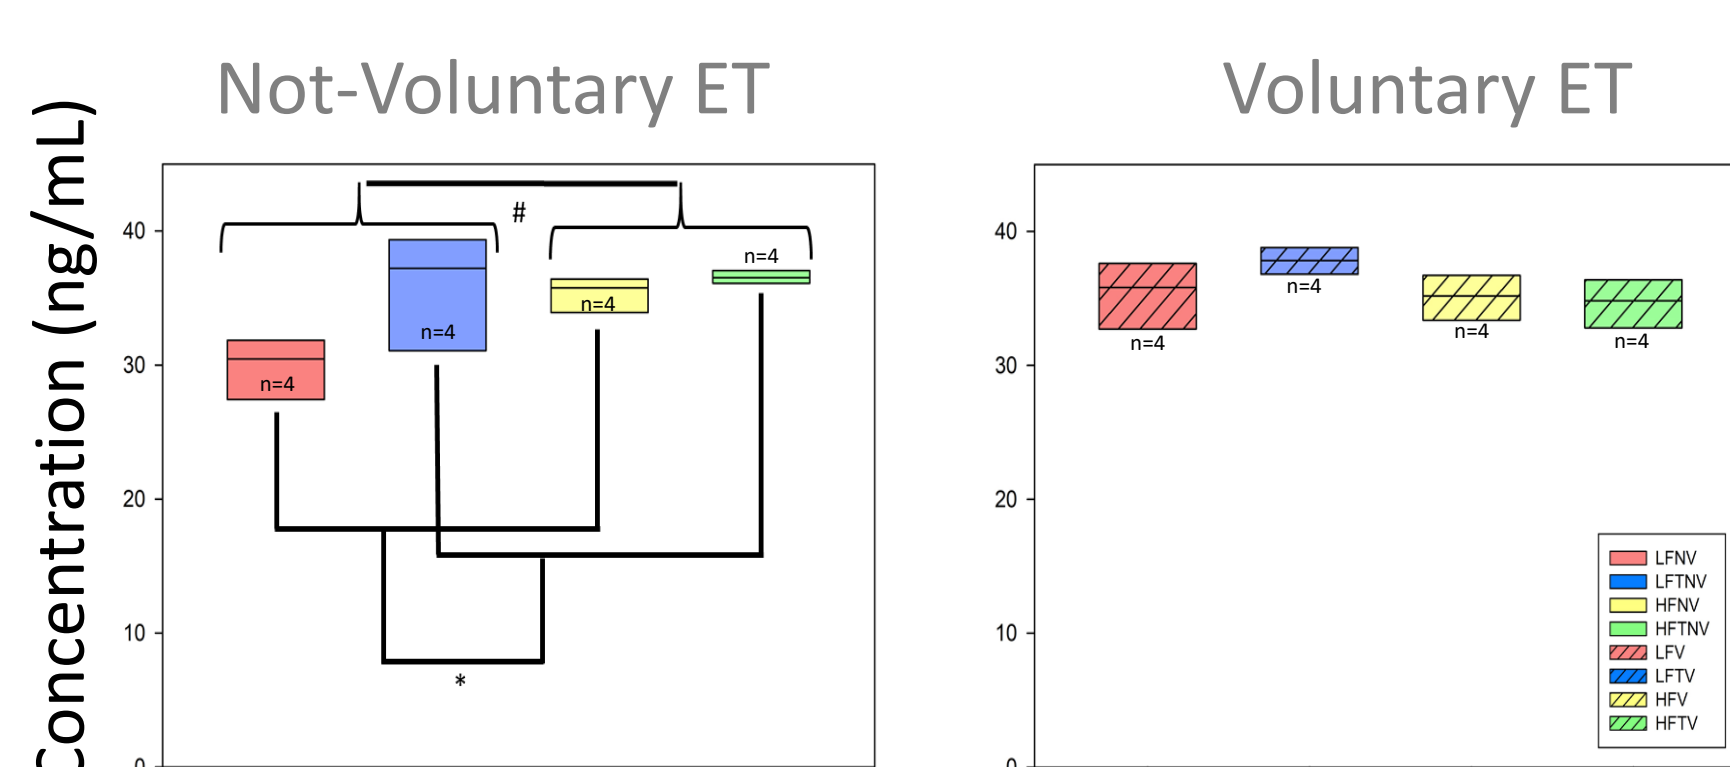 Not-Voluntary ET
Voluntary ET
Concentration (ng/mL)
40
30
20
10
0
#
n=4
n=4
n=4
n=4
*
40
30
20
10
0
n=4
n=4
n=4
n=4
LFNV
LFTNV
HFNV
HFTNV
LFV
LFTV
HFV
HFTV